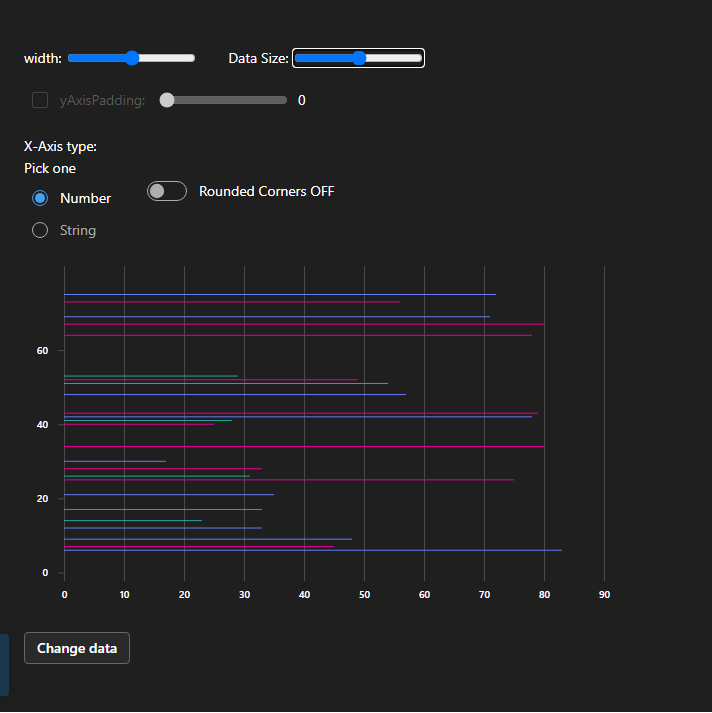 width: Data Size:
yAxisPadding: 0
X-Axis type:
Pick one
Number Rounded Corners OFF
String
60
40
20
0
0 10 20 30 40 50 60 70 80 90
Change data